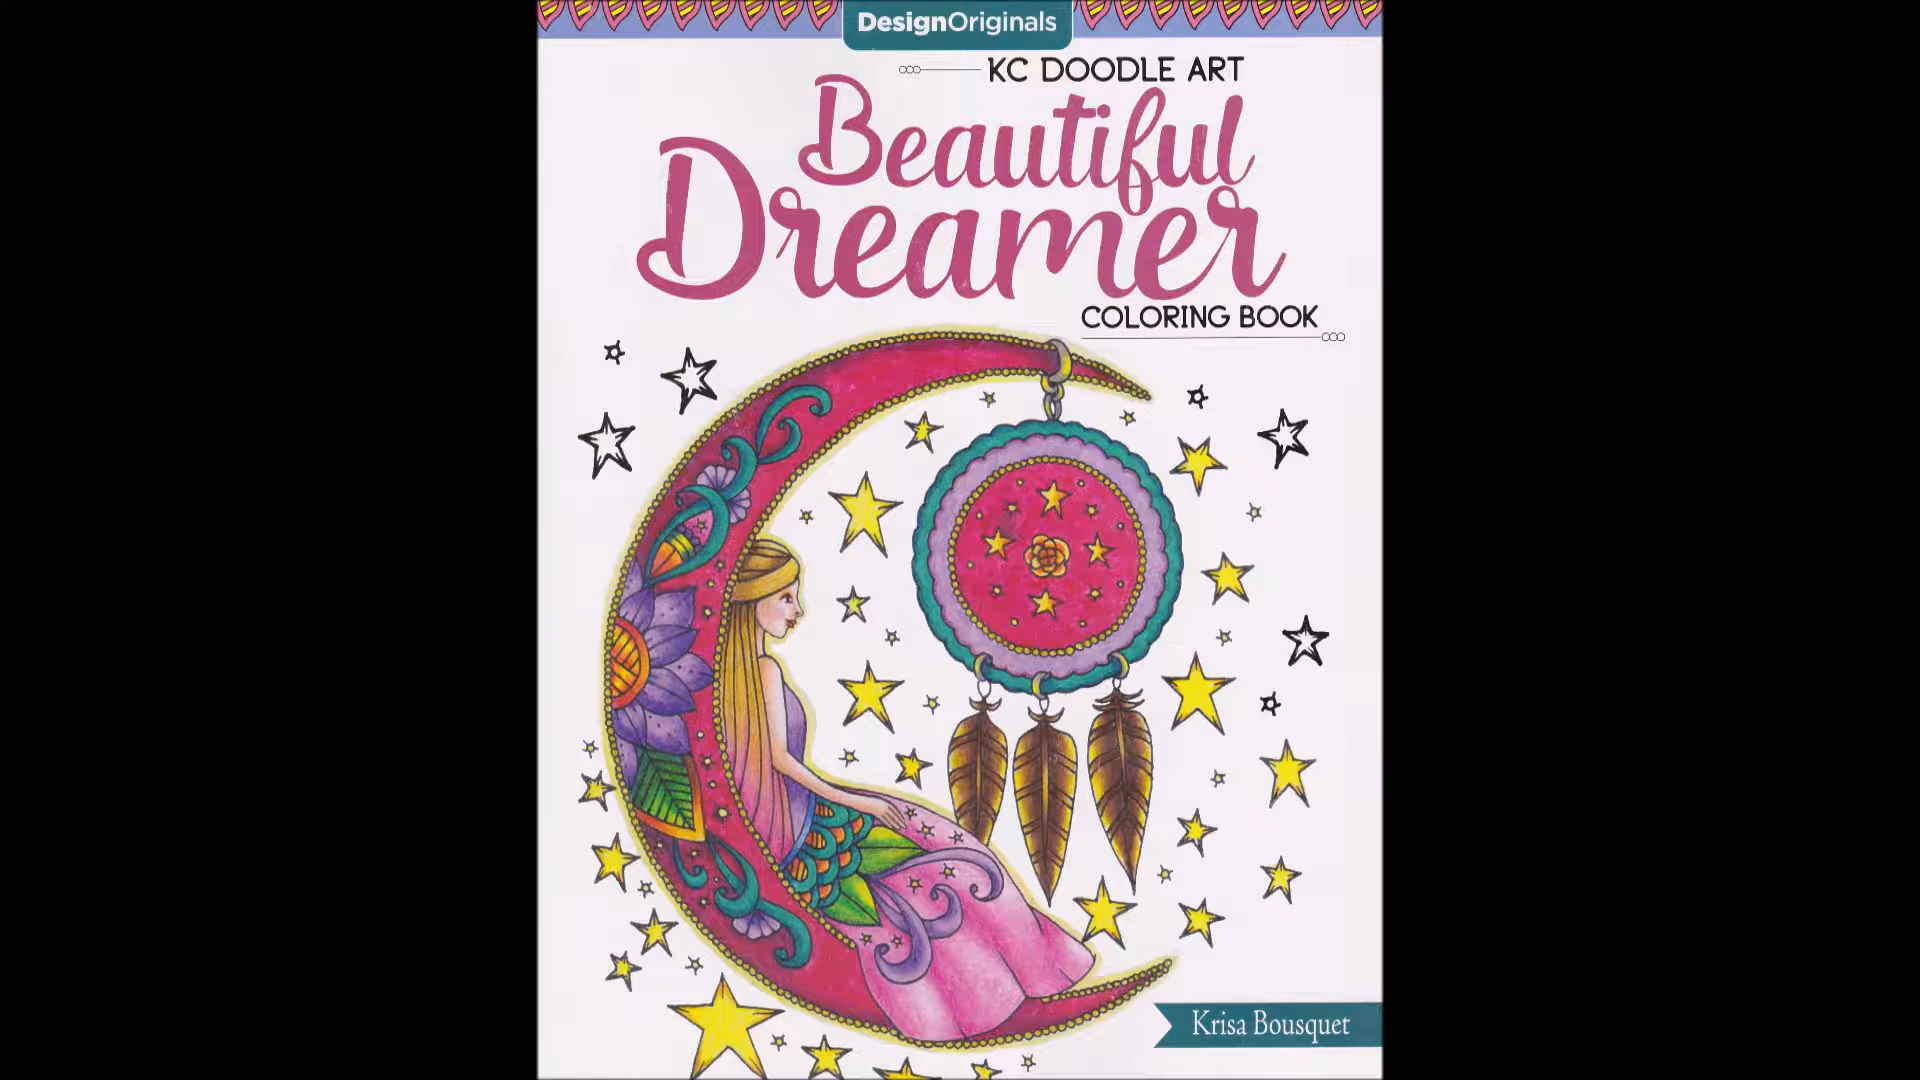 DesignOriginals
KC DOODLE ART
Beautiful
Dreamer
COLORING BOOK
Krisa Bousquet